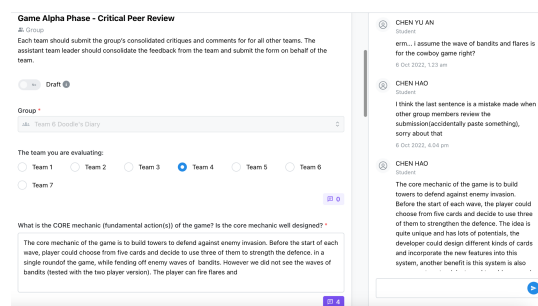 Game Alpha Phase - Critical Peer Review
Group
Each team should submit the group's consolidated critiques and comments for for all other teams. The
assistant team leader should consolidate the feedback from the team and submit the form on behalf of the
team.
No
Draft
Group *
Team 6 Doodle's Diary
The team you are evaluating:
Team 1
Team 2
Team 3
Team 4
Team 5
Team 6
Team 7
0
What is the CORE mechanic (fundamental action(s)) of the game? Is the core mechanic well designed? *
The core mechanic of the game is to build towers to defend against enemy invasion. Before the start of each
wave, player could choose from five cards and decide to use three of them to strength the defence. in a
single roundof the game, while fending off enemy waves of bandits. However we did not see the waves of
bandits (tested with the two player version). The player can fire flares and
4
CHEN YU AN
Student
erm... i assume the wave of bandits and flares is
for the cowboy game right?
6 Oct 2022, 1.23 am
CHEN HAO
Student
I think the last sentence is a mistake made when
other group members review the
submission(accidentally paste something),
sorry about that
6 Oct 2022, 4.04 pm
CHEN HAO
Student
The core mechanic of the game is to build
towers to defend against enemy invasion.
Before the start of each wave, the player could
choose from five cards and decide to use three
of them to strengthen the defence. The idea is
quite unique and has lots of potentials, the
developer could design different kinds of cards
and incorporate the new features into this
system, another benefit is this system is also